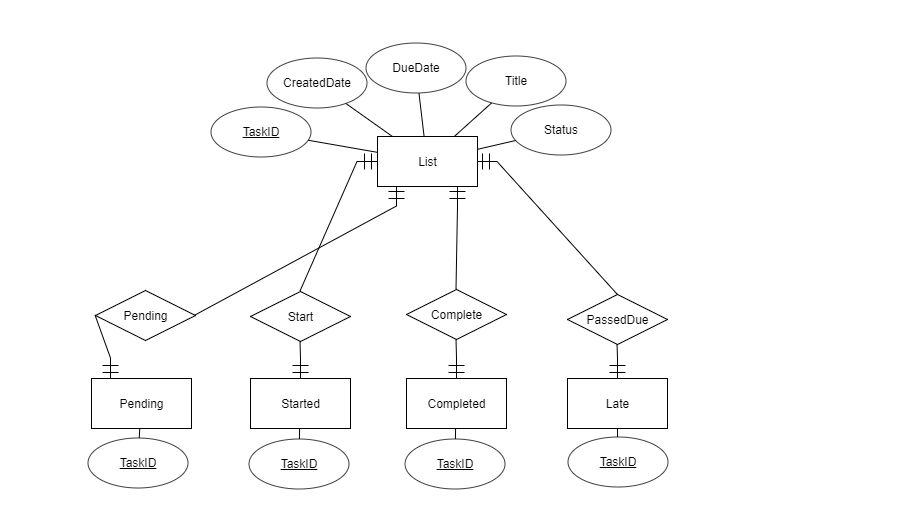 DueDate
CreatedDate
Title
TaskID
Status
List
Pending
Start
Complete
PassedDue
Pending
Started
Completed
Late
TaskID
TaskID
TaskID
TaskID